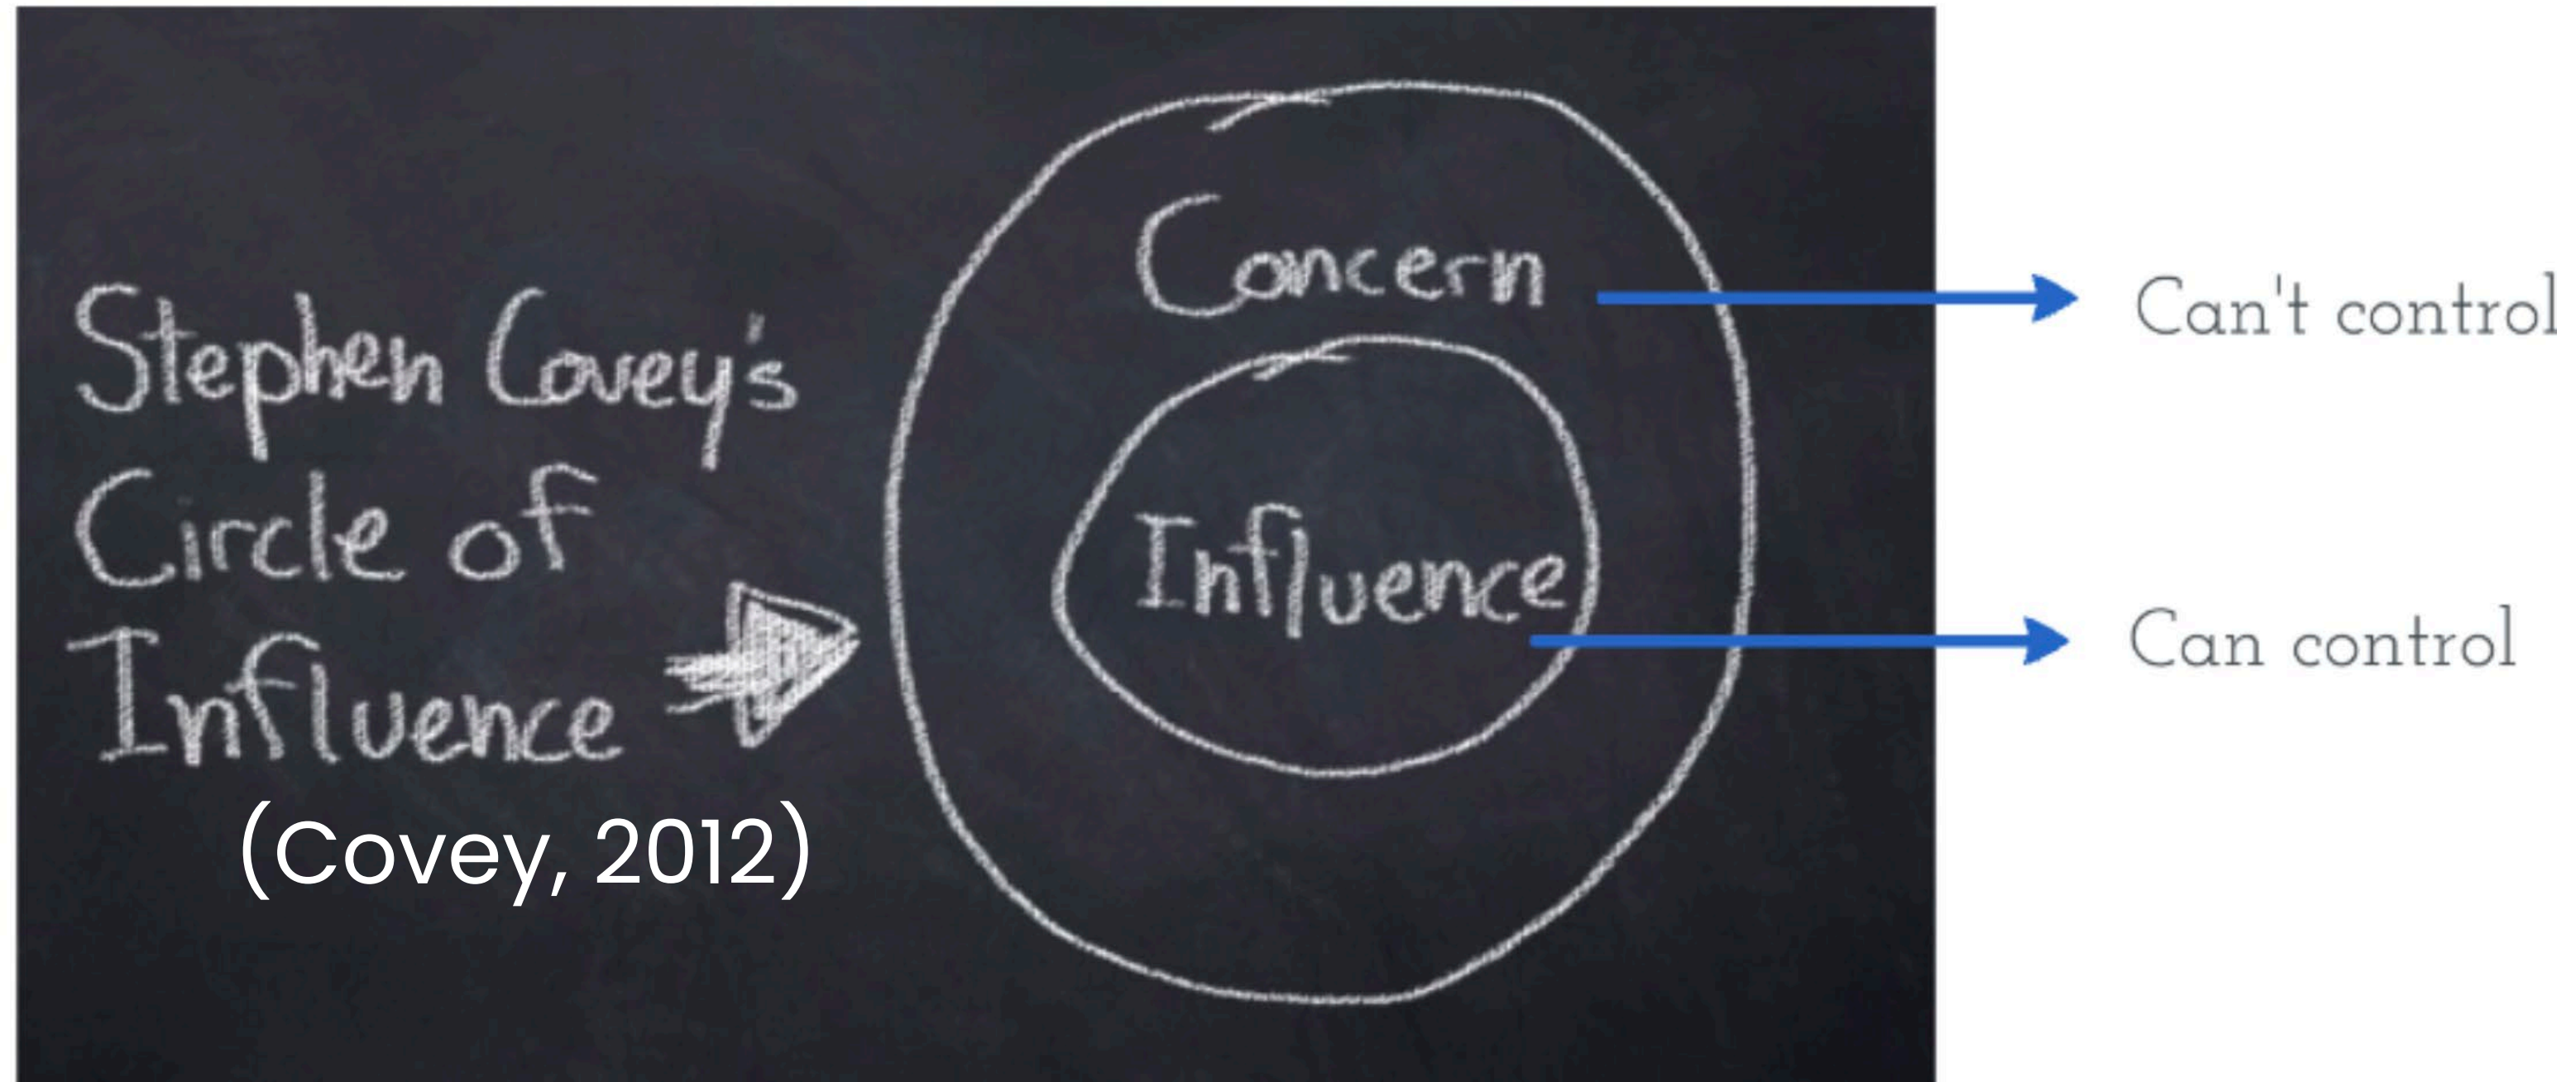 Stephen Covey's
Circle of
Influence
(Covey, 2012)
Concern
Influence
Can't control
Can control